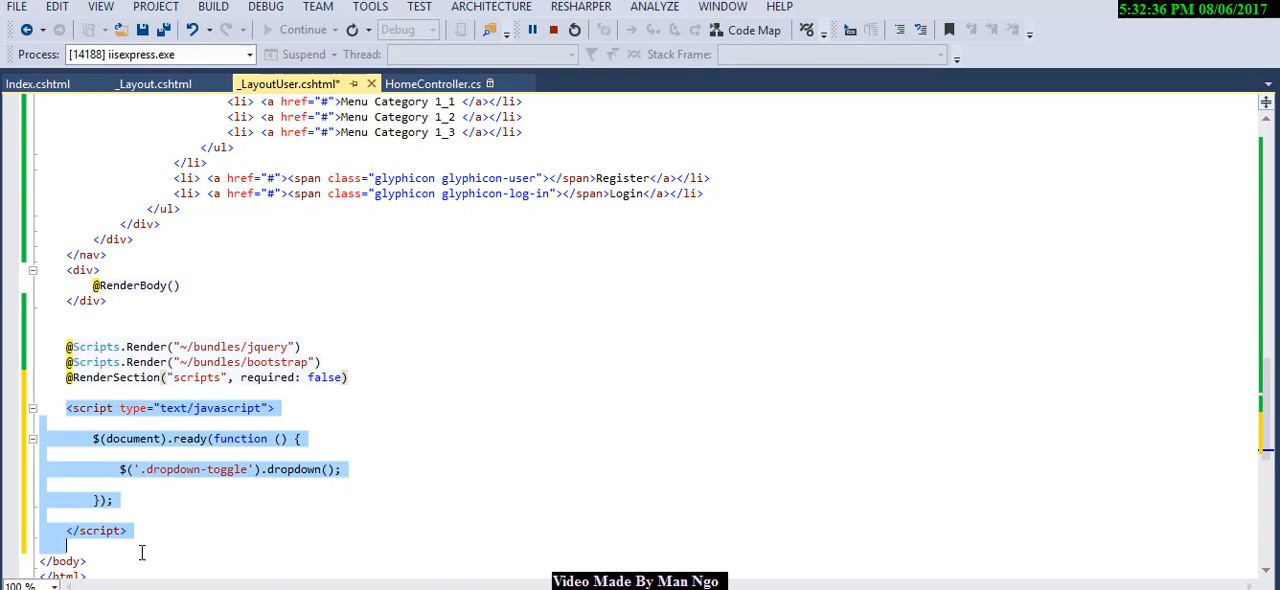 FILE EDIT VIEW PROJECT BUILD DEBUG TEAM TOOLS TEST ARCHITECTURE RESHARPER ANALYZE WINDOW HELP
5:32:36 PM 08/06/2017
Continue Debug Code Map
Process: [14188] iisexpress.exe Suspend Thread: Stack Frame:
Index.cshtml _Layout.cshtml _LayoutUser.cshtml* HomeController.cs
<li> <a href="#">Menu Category 1_1 </a></li>
<li> <a href="#">Menu Category 1_2 </a></li>
<li> <a href="#">Menu Category 1_3 </a></li>
</ul>
</li>
<li> <a href="#"><span class="glyphicon glyphicon-user"></span>Register</a></li>
<li> <a href="#"><span class="glyphicon glyphicon-log-in"></span>Login</a></li>
</ul>
</div>
</div>
</nav>
<div>
@RenderBody()
</div>
@Scripts.Render("~/bundles/jquery")
@Scripts.Render("~/bundles/bootstrap")
@RenderSection("scripts", required: false)
<script type="text/javascript">
$(document).ready(function () {
$('.dropdown-toggle').dropdown();
});
</script>
</body>
</html>
100 %
Video Made By Man Ngo